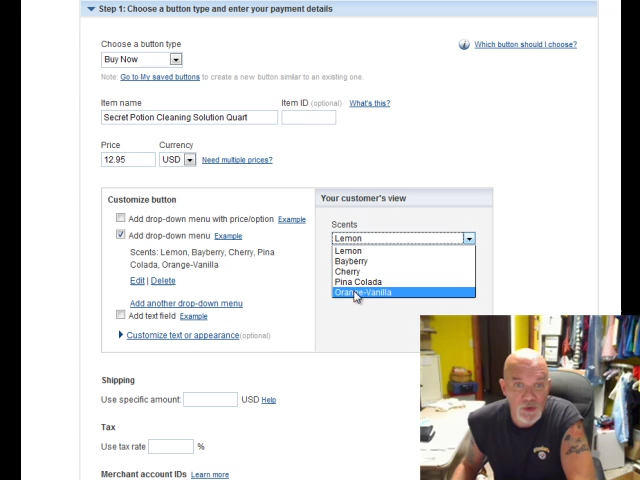 Step 1: Choose a button type and enter your payment details
Choose a button type
Which button should I choose?
Buy Now
Note: Go to My saved buttons to create a new button similar to an existing one.
Item name
Item ID (optional) What's this?
Secret Potion Cleaning Solution Quart
Price
Currency
12.95
USD
Need multiple prices?
Customize button
Your customer's view
Add drop-down menu with price/option Example
Add drop-down menu Example
Scents: Lemon, Bayberry, Cherry, Pina
Colada, Orange-Vanilla
Edit | Delete
Add another drop-down menu
Add text field Example
Customize text or appearance (optional)
Scents
Lemon
Lemon
Bayberry
Cherry
Pina Colada
Orange-Vanilla
Shipping
Use specific amount: USD Help
Tax
Use tax rate %
Merchant account IDs Learn more